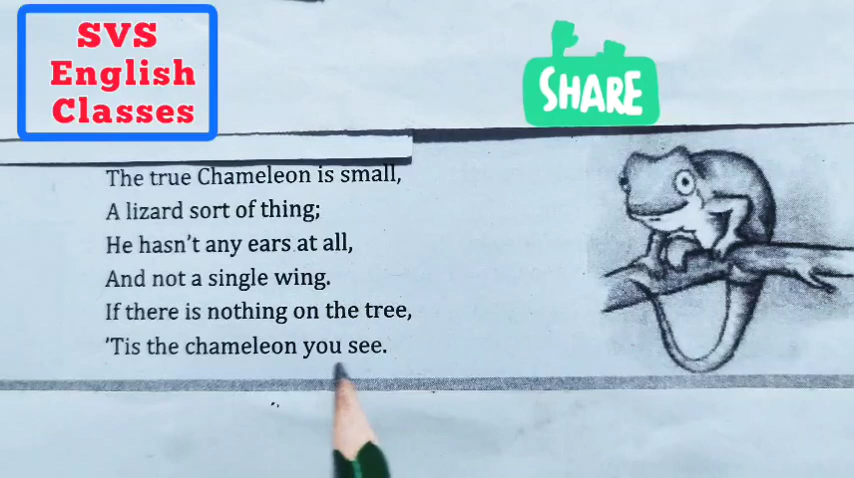 SVS
English
Classes
SHARE
The true Chameleon is small,
A lizard sort of thing;
He hasn't any ears at all,
And not a single wing.
If there is nothing on the tree,
'Tis the chameleon you see.